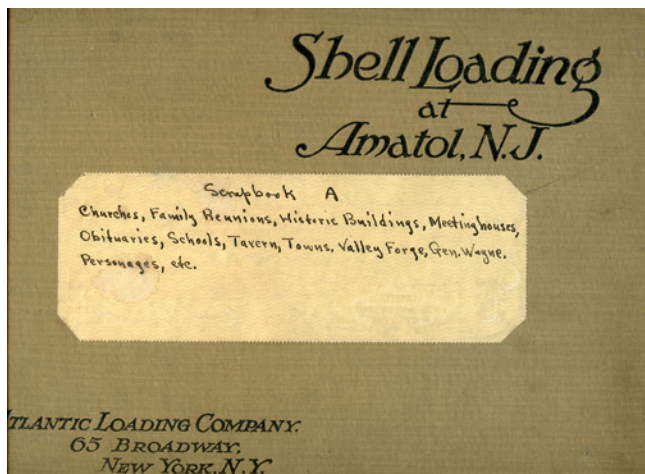 Shell Loading
at
Amatol, N.J.
Scrapbook A
Churches, Family Reunions, Historic Buildings, Meetinghouses,
Obituaries, Schools, Tavern, Towns. Valley Forge, Gen. Wayne.
Personages, etc.
ATLANTIC LOADING COMPANY.
65 BROADWAY.
NEW YORK, N.Y.